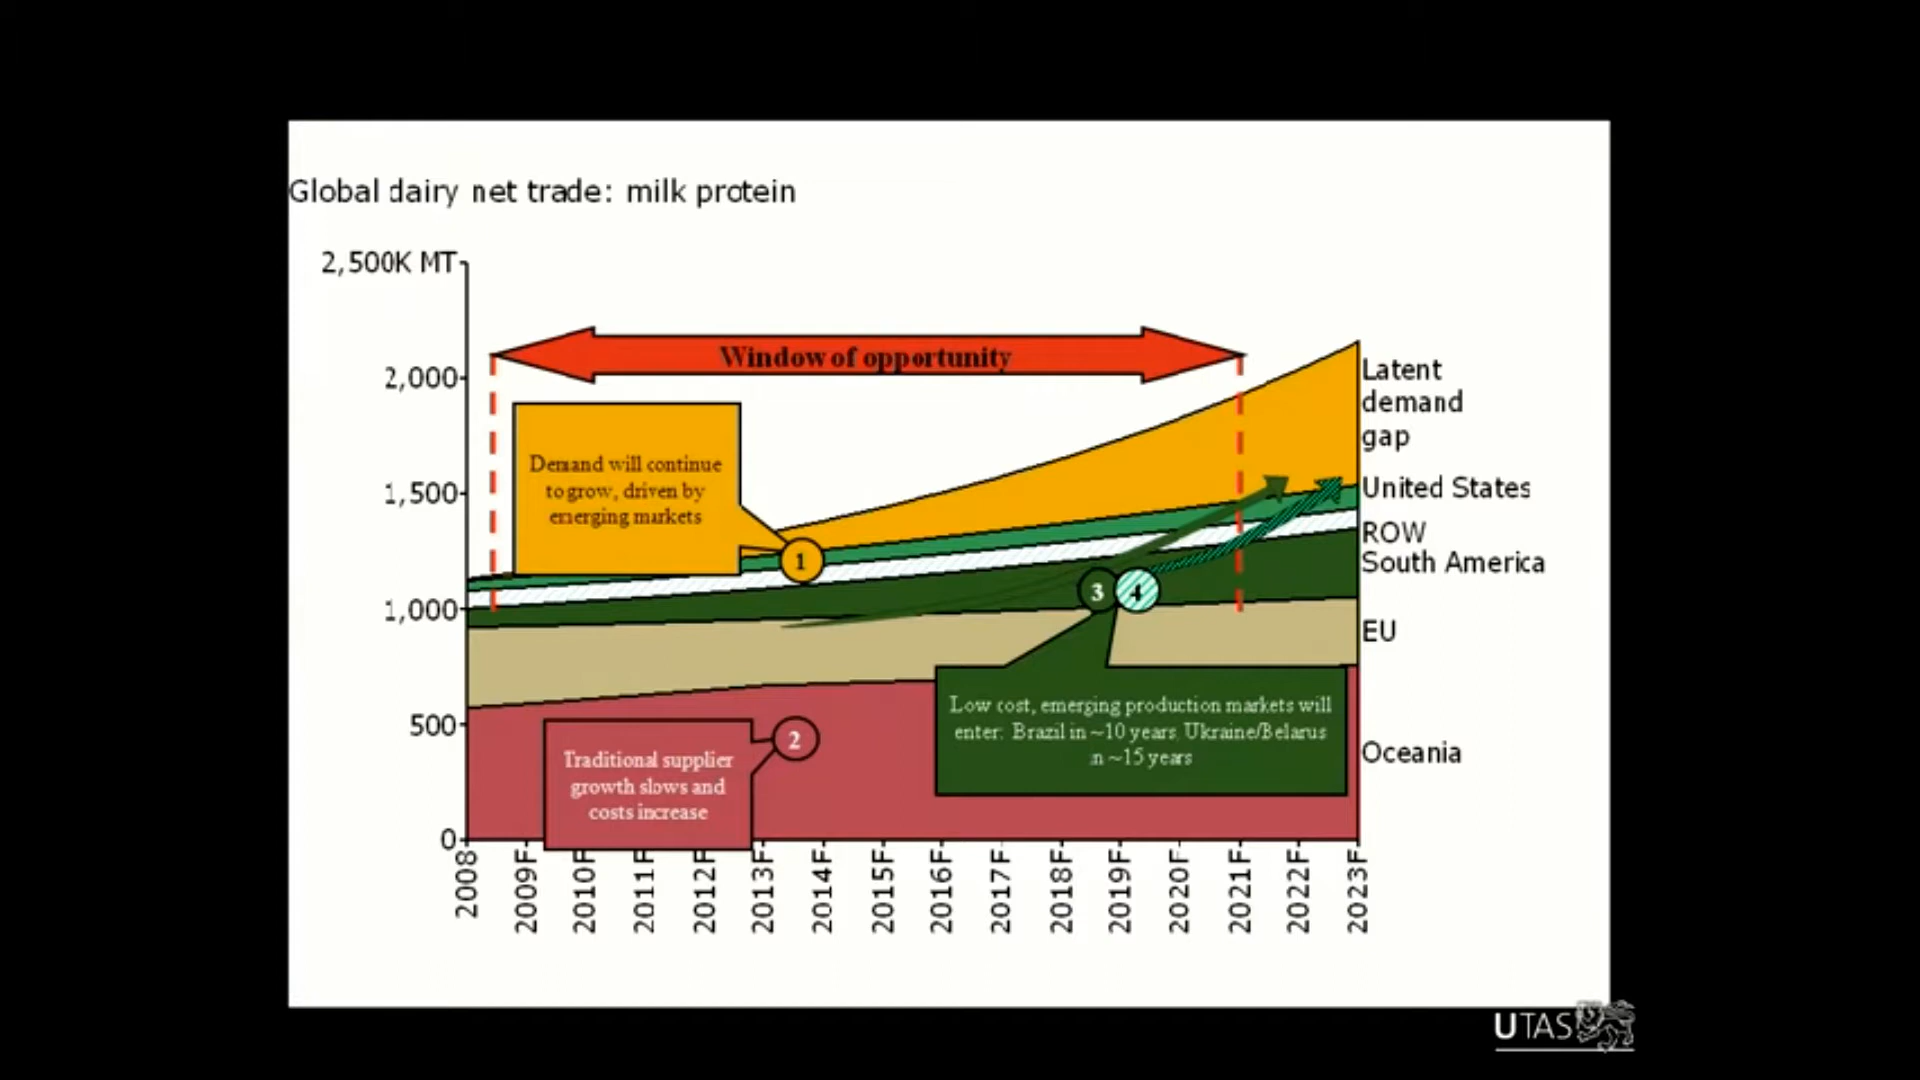 Global dairy net trade: milk protein
2,500K MT
2,000
1,500
1,000
500
0
Window of opportunity
Demand will continue
to grow, driven by
emerging markets
1
2
3
4
Traditional supplier
growth slows and
costs increase
Low cost, emerging production markets will
enter: Brazil in ~10 years Ukraine/Belarus
n ~15 years
Latent
demand
gap
United States
ROW
South America
EU
Oceania
2008
2009F
2010F
2011F
2012F
2013F
2014F
2015F
2016F
2017F
2018F
2019F
2020F
2021F
2022F
2023F
UTAS